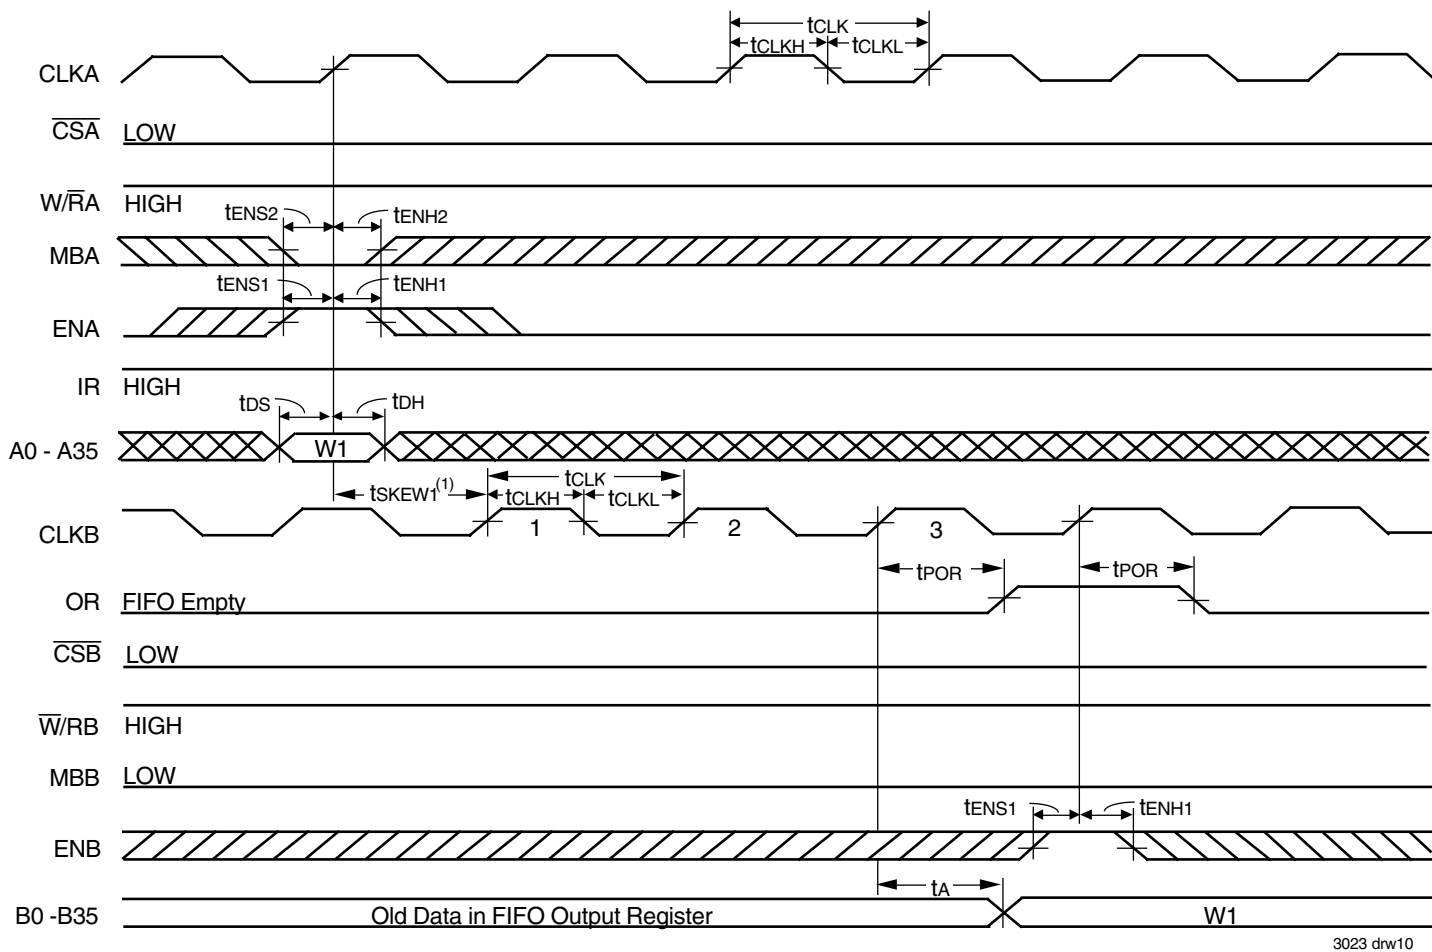 tCLK
tCLKH tCLKL
CLKA
CSA LOW
W/RA HIGH
tENS2 tENH2
MBA
tENS1 tENH1
ENA
IR HIGH
tDS tDH
A0 - A35 W1
tSKEW1(1) tCLK
tCLKH tCLKL
CLKB 1 2 3
tPOR tPOR
OR FIFO Empty
CSB LOW
W/RB HIGH
MBB LOW
tENS1 tENH1
ENB
tA
B0 -B35 Old Data in FIFO Output Register W1
3023 drw10